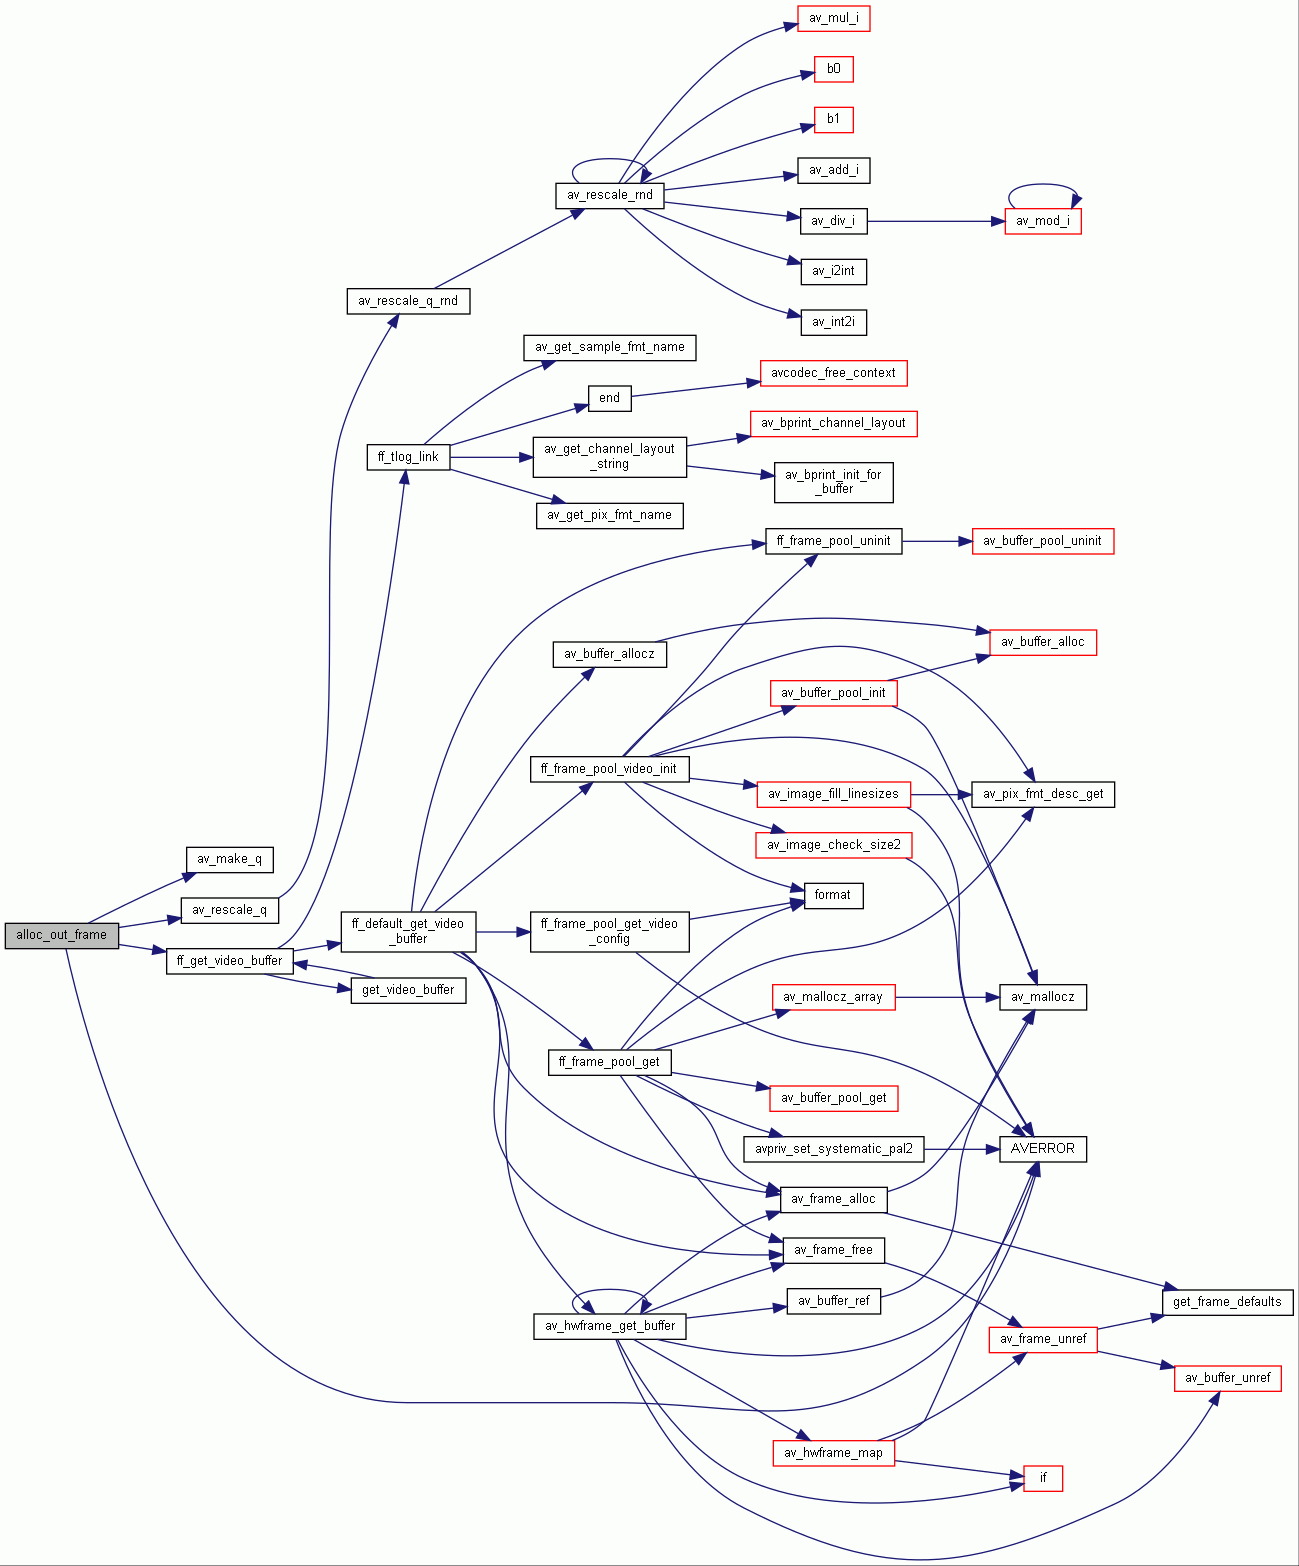 av_mul_i
b0
b1
av_add_i
av_rescale_rnd
av_div_i
av_mod_i
av_i2int
av_rescale_q_rnd
av_int2i
av_get_sample_fmt_name
avcodec_free_context
end
av_bprint_channel_layout
ff_tlog_link
av_get_channel_layout
_string
av_bprint_init_for
_buffer
av_get_pix_fmt_name
ff_frame_pool_uninit
av_buffer_pool_uninit
av_buffer_alloc
av_buffer_allocz
av_buffer_pool_init
ff_frame_pool_video_init
av_image_fill_linesizes
av_pix_fmt_desc_get
av_image_check_size2
av_make_q
format
av_rescale_q
ff_default_get_video
_buffer
ff_frame_pool_get_video
_config
alloc_out_frame
ff_get_video_buffer
get_video_buffer
av_mallocz_array
av_mallocz
ff_frame_pool_get
av_buffer_pool_get
avpriv_set_systematic_pal2
AVERROR
av_frame_alloc
av_frame_free
av_buffer_ref
get_frame_defaults
av_hwframe_get_buffer
av_frame_unref
av_buffer_unref
av_hwframe_map
if